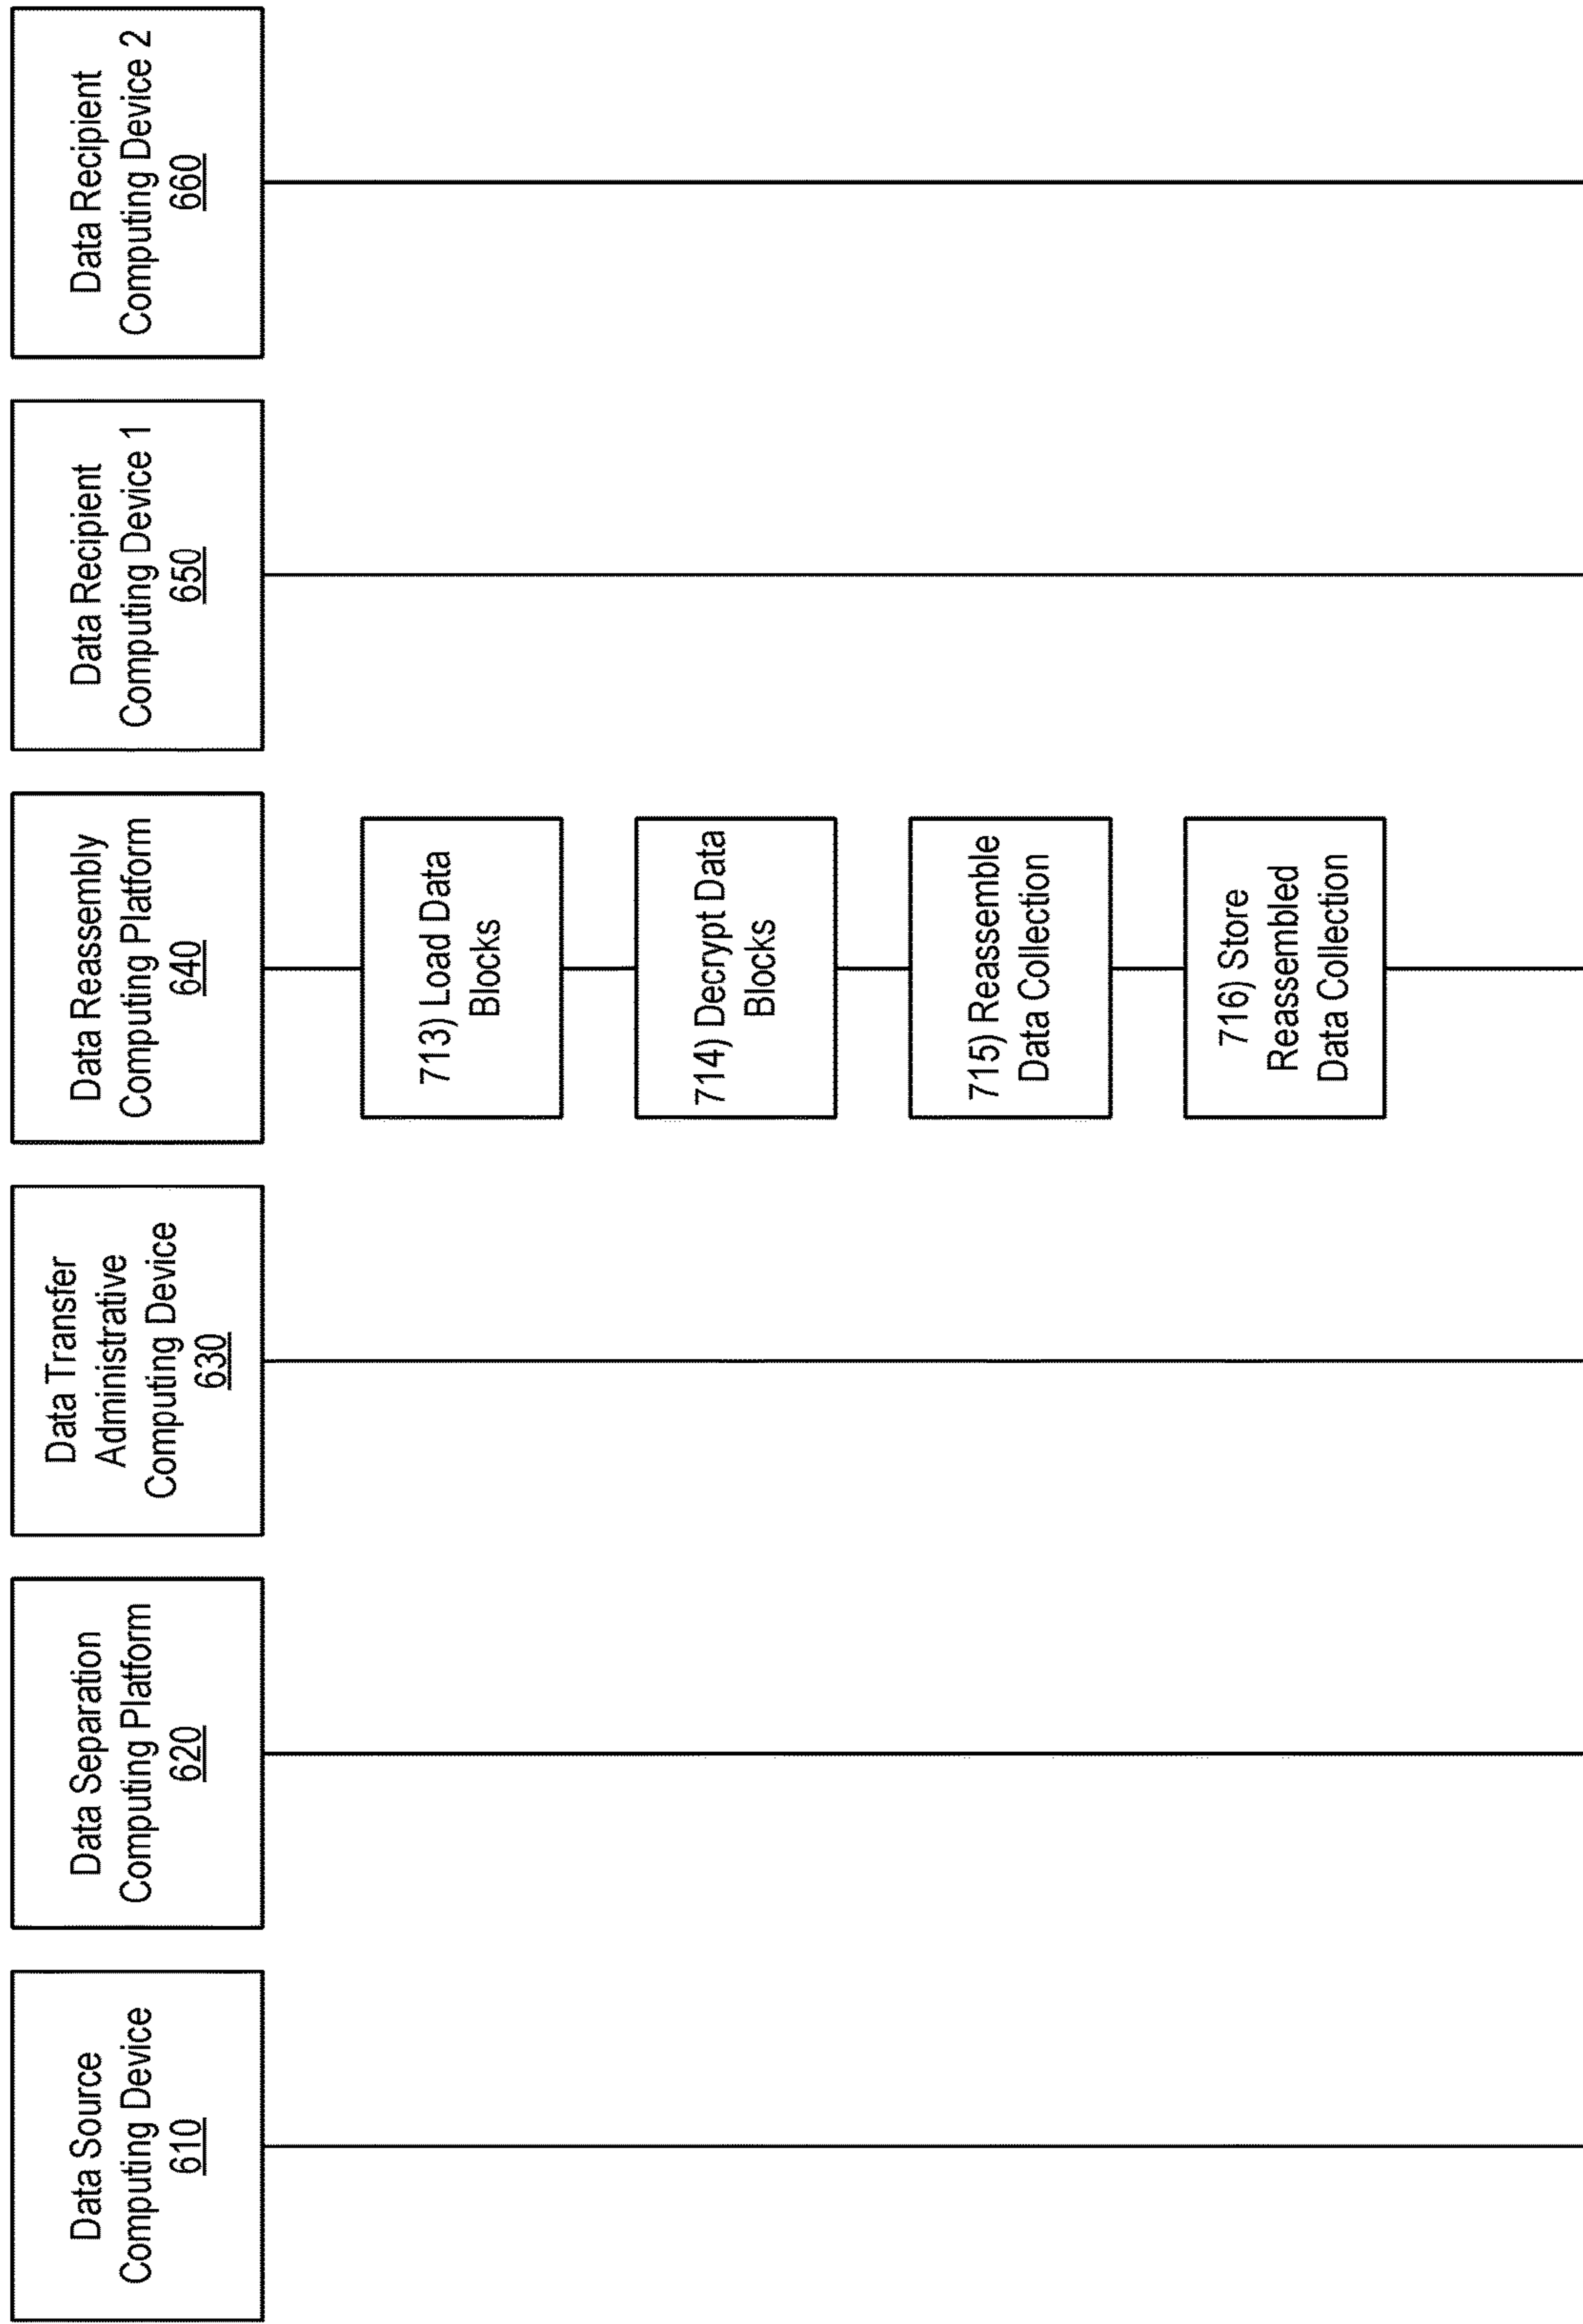 Data Source
Computing Device
610
Data Separation
Computing Platform
620
Data Transfer
Administrative
Computing Device
630
Data Reassembly
Computing Platform
640
Data Recipient
Computing Device 1
650
Data Recipient
Computing Device 2
660
713) Load Data
Blocks
714) Decrypt Data
Blocks
715) Reassemble
Data Collection
716) Store
Reassembled
Data Collection